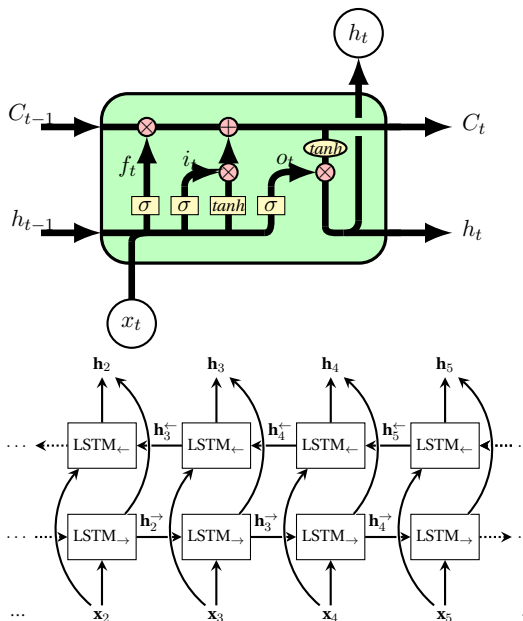 h_t
C_{t-1} × + C_t
tanh
f_t i_t × o_t ×
σ σ tanh σ
h_{t-1} h_t
x_t
h_2 h_3 h_4 h_5
... LSTM← h_3^← LSTM← h_4^← LSTM← h_5^← LSTM← ...
... LSTM→ h_2^→ LSTM→ h_3^→ LSTM→ h_4^→ LSTM→ ...
... x_2 x_3 x_4 x_5 ...